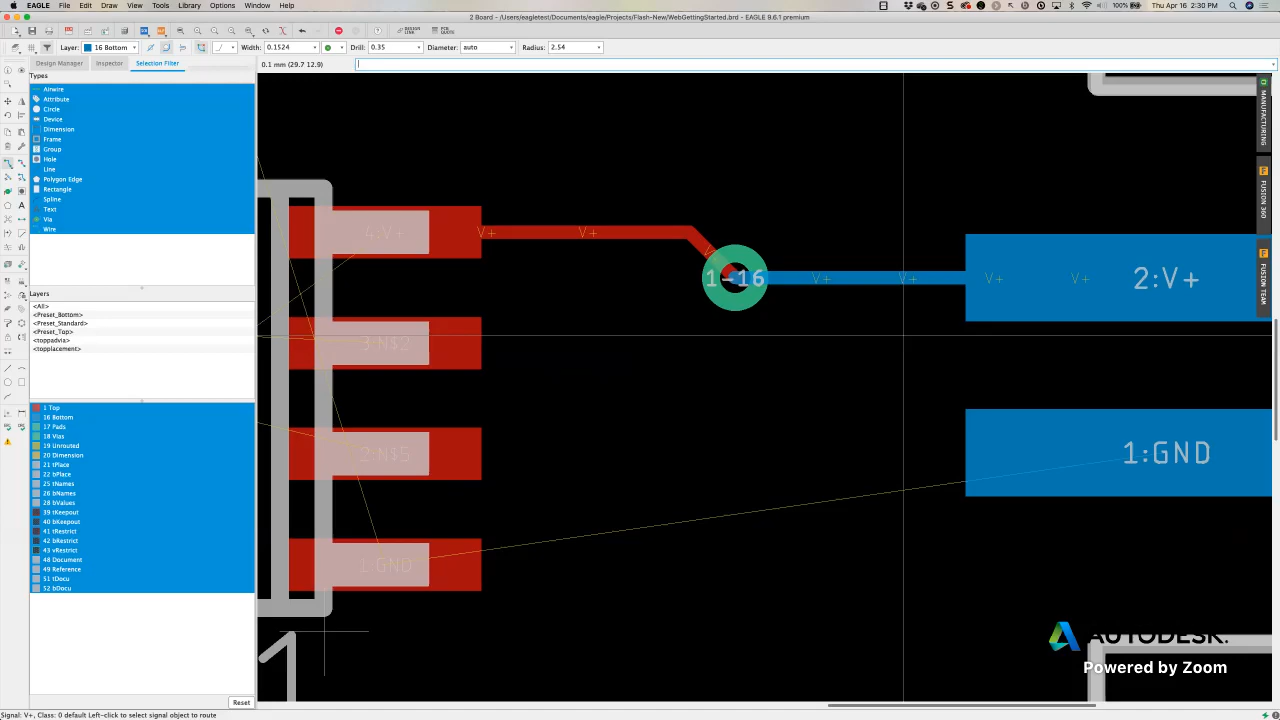 EAGLE File Edit Draw View Tools Library Options Window Help
100% Thu Apr 16 2:30 PM
2 Board - /Users/eagletest/Documents/eagle/Projects/Flash-New/WebGettingStarted.brd - EAGLE 9.6.1 premium
DESIGN LINK
PCB QUOTE
Layer: 16 Bottom Width: 0.1524 Drill: 0.35 Diameter: auto Radius: 2.54
Design Manager Inspector Selection Filter
0.1 mm (29.7 12.9)
Types
Airwire
Attribute
Circle
Device
Dimension
Frame
Group
Hole
Line
Polygon Edge
Rectangle
Spline
Text
Via
Wire
Layers
<All>
<Preset_Bottom>
<Preset_Standard>
<Preset_Top>
<toppadvia>
<topplacement>
1 Top
16 Bottom
17 Pads
18 Vias
19 Unrouted
20 Dimension
21 tPlace
22 bPlace
25 tNames
26 bNames
28 bValues
39 tKeepout
40 bKeepout
41 tRestrict
42 bRestrict
43 vRestrict
48 Document
49 Reference
51 tDocu
52 bDocu
Reset
4:V+
V+ V+ V+
1-16
V+ V+ V+ V+
2:V+
3:N$2
2:N$5
1:GND
1:GND
1
MANUFACTURING
FUSION 360
FUSION TEAM
AUTODESK.
Powered by Zoom
Signal: V+, Class: 0 default Left-click to select signal object to route